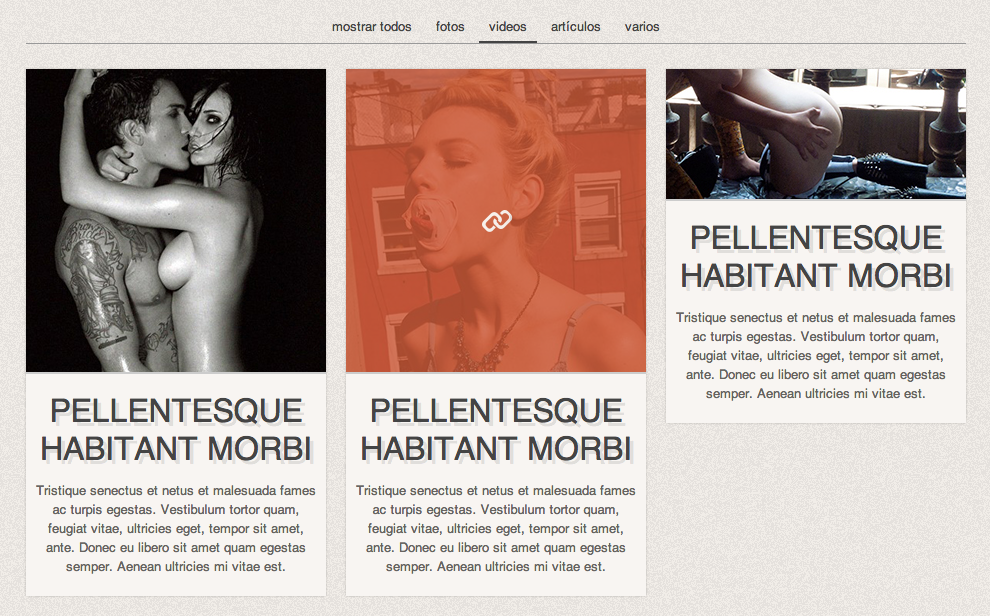 mostrar todos fotos videos artículos varios
PELLENTESQUE
HABITANT MORBI
Tristique senectus et netus et malesuada fames
ac turpis egestas. Vestibulum tortor quam,
feugiat vitae, ultricies eget, tempor sit amet,
ante. Donec eu libero sit amet quam egestas
semper. Aenean ultricies mi vitae est.
PELLENTESQUE
HABITANT MORBI
Tristique senectus et netus et malesuada fames
ac turpis egestas. Vestibulum tortor quam,
feugiat vitae, ultricies eget, tempor sit amet,
ante. Donec eu libero sit amet quam egestas
semper. Aenean ultricies mi vitae est.
PELLENTESQUE
HABITANT MORBI
Tristique senectus et netus et malesuada fames
ac turpis egestas. Vestibulum tortor quam,
feugiat vitae, ultricies eget, tempor sit amet,
ante. Donec eu libero sit amet quam egestas
semper. Aenean ultricies mi vitae est.